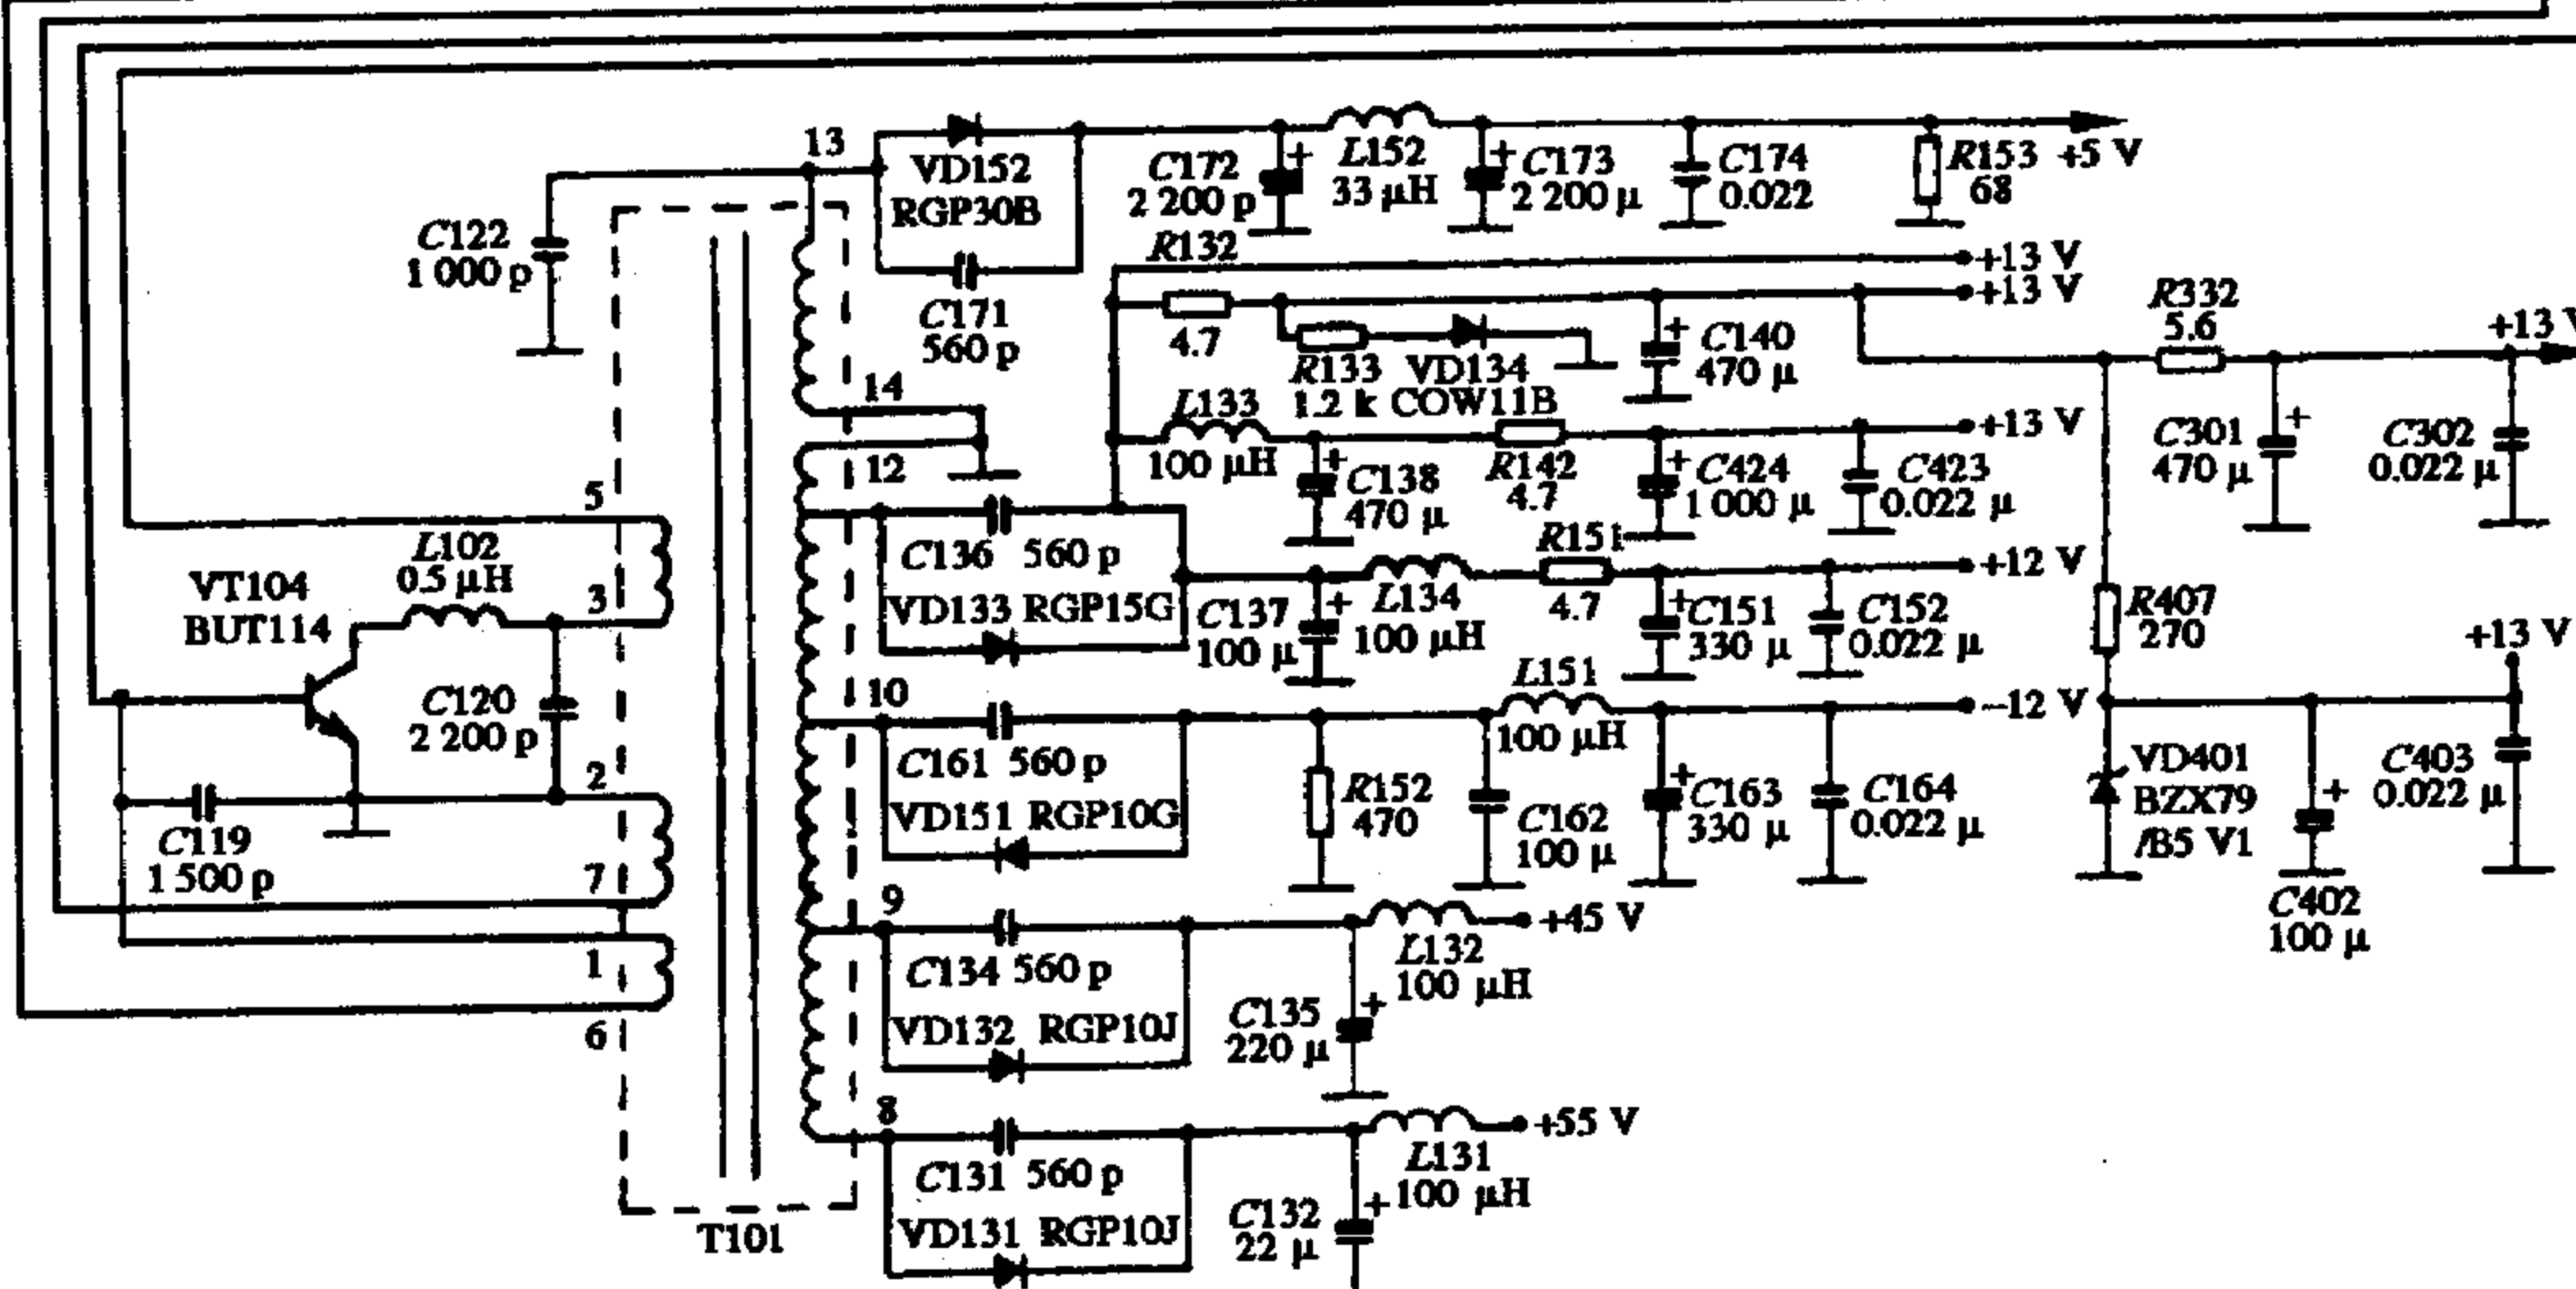 13
VD152
RGP30B
C171
560 p
C122
1 000 p
C172
2 200 p
L152
33 μH
C173
2 200 μ
C174
0.022
R153
68
+5 V
R132
4.7
+13 V
+13 V
R133
1.2 k
VD134
COW11B
C140
470 μ
R332
5.6
14
L133
100 μH
C138
470 μ
R142
4.7
C424
1 000 μ
C423
0.022 μ
+13 V
C301
470 μ
C302
0.022 μ
12
C136 560 p
VD133 RGP15G
C137
100 μ
L134
100 μH
R151
4.7
C151
330 μ
C152
0.022 μ
+12 V
R407
270
+13 V
5
L102
0.5 μH
3
VT104
BUT114
C120
2 200 p
2
C119
1 500 p
7
1
6
10
C161 560 p
VD151 RGP10G
R152
470
C162
100 μ
L151
100 μH
C163
330 μ
C164
0.022 μ
-12 V
VD401
BZX79
/B5 V1
C403
0.022 μ
C402
100 μ
9
C134 560 p
VD132 RGP10J
C135
220 μ
L132
100 μH
+45 V
8
C131 560 p
VD131 RGP10J
C132
22 μ
L131
100 μH
+55 V
T101